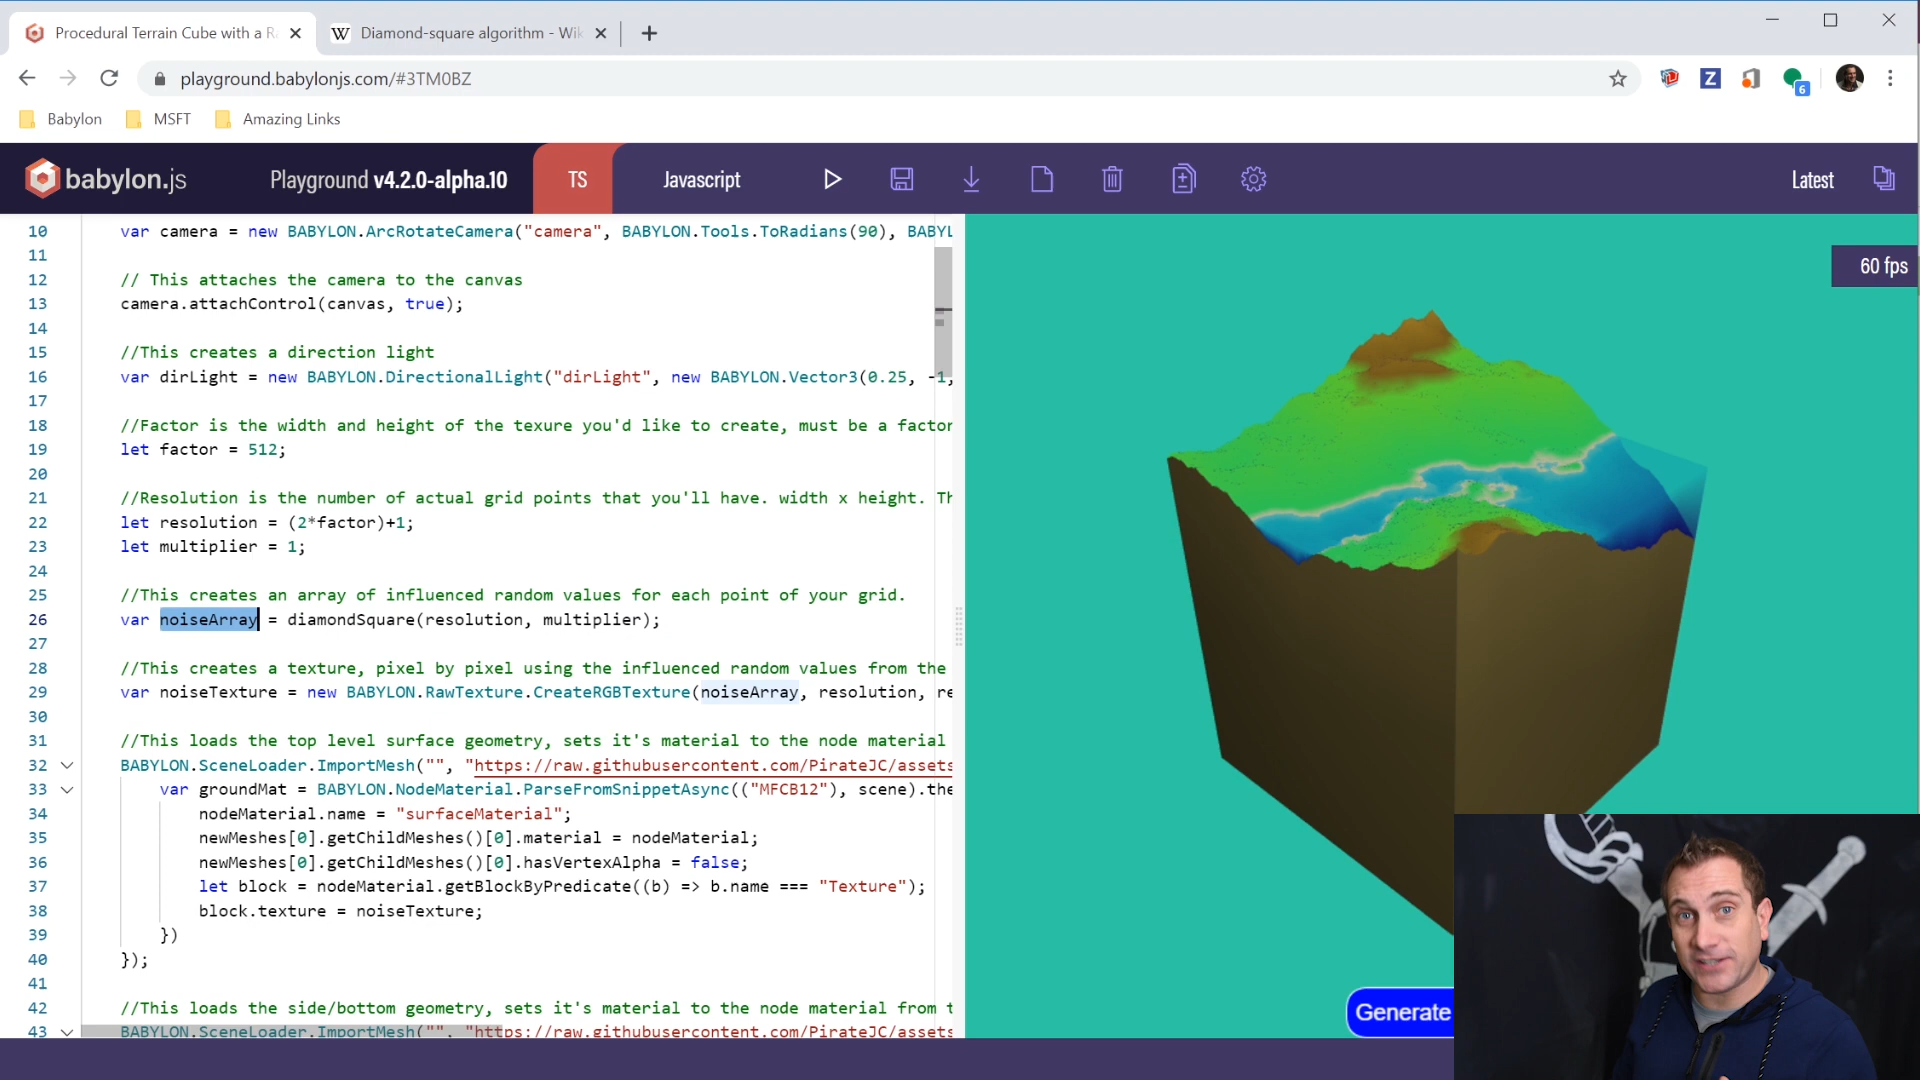 Procedural Terrain Cube with a R
Diamond-square algorithm - Wik
playground.babylonjs.com/#3TM0BZ
Z
6
Babylon
MSFT
Amazing Links
babylon.js
Playground v4.2.0-alpha.10
TS
Javascript
Latest
60 fps
10 var camera = new BABYLON.ArcRotateCamera("camera", BABYLON.Tools.ToRadians(90), BABYL
11
12 // This attaches the camera to the canvas
13 camera.attachControl(canvas, true);
14
15 //This creates a direction light
16 var dirLight = new BABYLON.DirectionalLight("dirLight", new BABYLON.Vector3(0.25, -1,
17
18 //Factor is the width and height of the texure you'd like to create, must be a factor
19 let factor = 512;
20
21 //Resolution is the number of actual grid points that you'll have. width x height. Th
22 let resolution = (2*factor)+1;
23 let multiplier = 1;
24
25 //This creates an array of influenced random values for each point of your grid.
26 var noiseArray = diamondSquare(resolution, multiplier);
27
28 //This creates a texture, pixel by pixel using the influenced random values from the
29 var noiseTexture = new BABYLON.RawTexture.CreateRGBTexture(noiseArray, resolution, re
30
31 //This loads the top level surface geometry, sets it's material to the node material
32 BABYLON.SceneLoader.ImportMesh("", "https://raw.githubusercontent.com/PirateJC/assets
33 var groundMat = BABYLON.NodeMaterial.ParseFromSnippetAsync(("MFCB12"), scene).the
34 nodeMaterial.name = "surfaceMaterial";
35 newMeshes[0].getChildMeshes()[0].material = nodeMaterial;
36 newMeshes[0].getChildMeshes()[0].hasVertexAlpha = false;
37 let block = nodeMaterial.getBlockByPredicate((b) => b.name === "Texture");
38 block.texture = noiseTexture;
39 })
40 });
41
42 //This loads the side/bottom geometry, sets it's material to the node material from t
43 BABYLON.SceneLoader.ImportMesh("", "https://raw.githubusercontent.com/PirateJC/assets
Generate